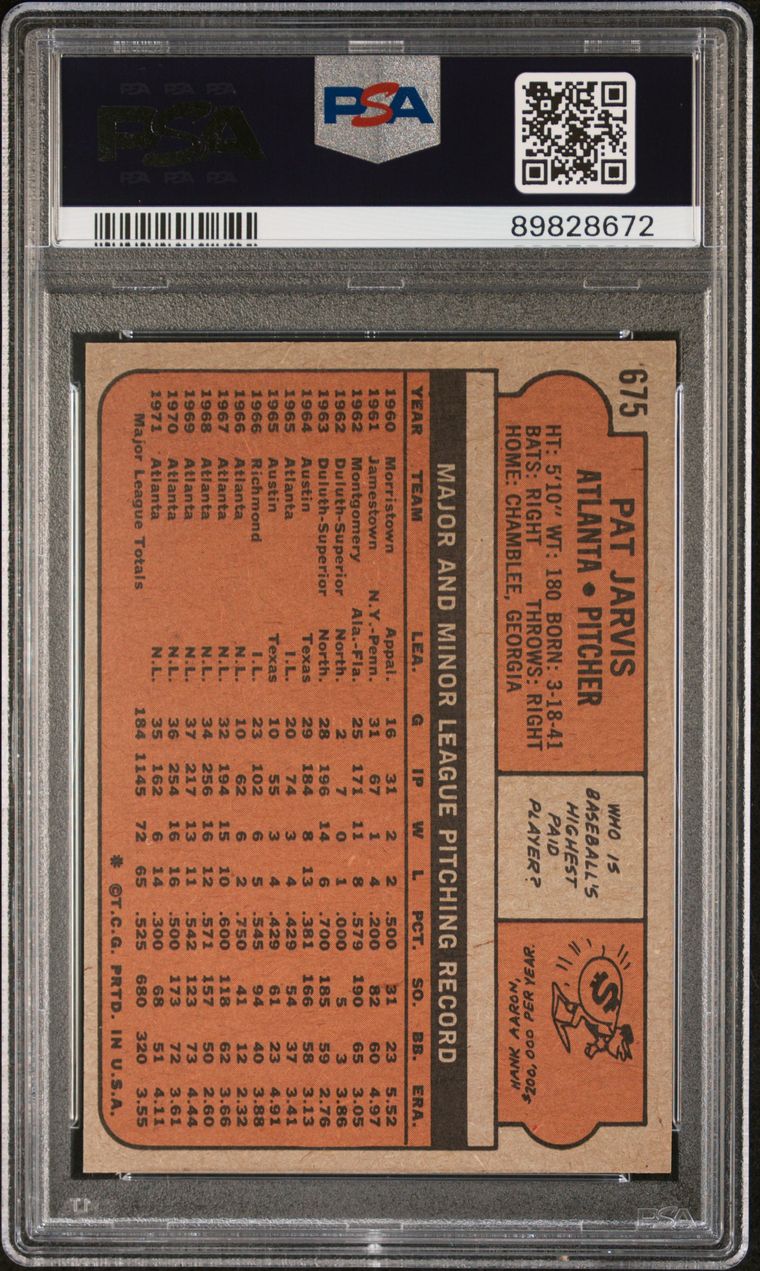 PSA PSA PSA
PSA
PSA PSA PSA
PSA
89828672
675
PAT JARVIS
ATLANTA • PITCHER
HT: 5'10" WT: 180 BORN: 3-18-41
BATS: RIGHT THROWS: RIGHT
HOME: CHAMBLEE, GEORGIA
WHO IS
BASEBALL'S
HIGHEST
PAID
PLAYER?
$
HANK AARON,
$200,000 PER YEAR.
MAJOR AND MINOR LEAGUE PITCHING RECORD
YEAR TEAM LEA. G IP W L PCT. SO. BB. ERA.
1960 Morristown Appal. 16 31 2 2 .500 31 23 5.52
1961 Jamestown N.Y.-Penn. 31 67 1 4 .200 82 60 4.97
1962 Montgomery Ala.-Fla. 25 171 11 8 .579 190 65 3.05
1962 Duluth-Superior North. 2 7 0 1 .000 5 3 3.86
1963 Duluth-Superior North. 28 196 14 6 .700 185 59 2.76
1964 Austin Texas 29 184 8 13 .381 166 58 3.13
1965 Atlanta I.L. 20 74 3 4 .429 54 37 3.41
1965 Austin Texas 10 55 3 4 .429 61 23 4.91
1966 Richmond I.L. 23 102 6 5 .545 94 40 3.88
1966 Atlanta N.L. 10 62 6 2 .750 41 12 2.32
1967 Atlanta N.L. 32 194 15 10 .600 118 62 3.66
1968 Atlanta N.L. 34 256 16 12 .571 157 50 2.60
1969 Atlanta N.L. 37 217 13 11 .542 123 73 4.44
1970 Atlanta N.L. 36 254 16 16 .500 173 72 3.61
1971 Atlanta N.L. 35 162 6 14 .300 68 51 4.11
Major League Totals 184 1145 72 65 .525 680 320 3.55
* ©T.C.G. PRTD. IN U.S.A.
PSA